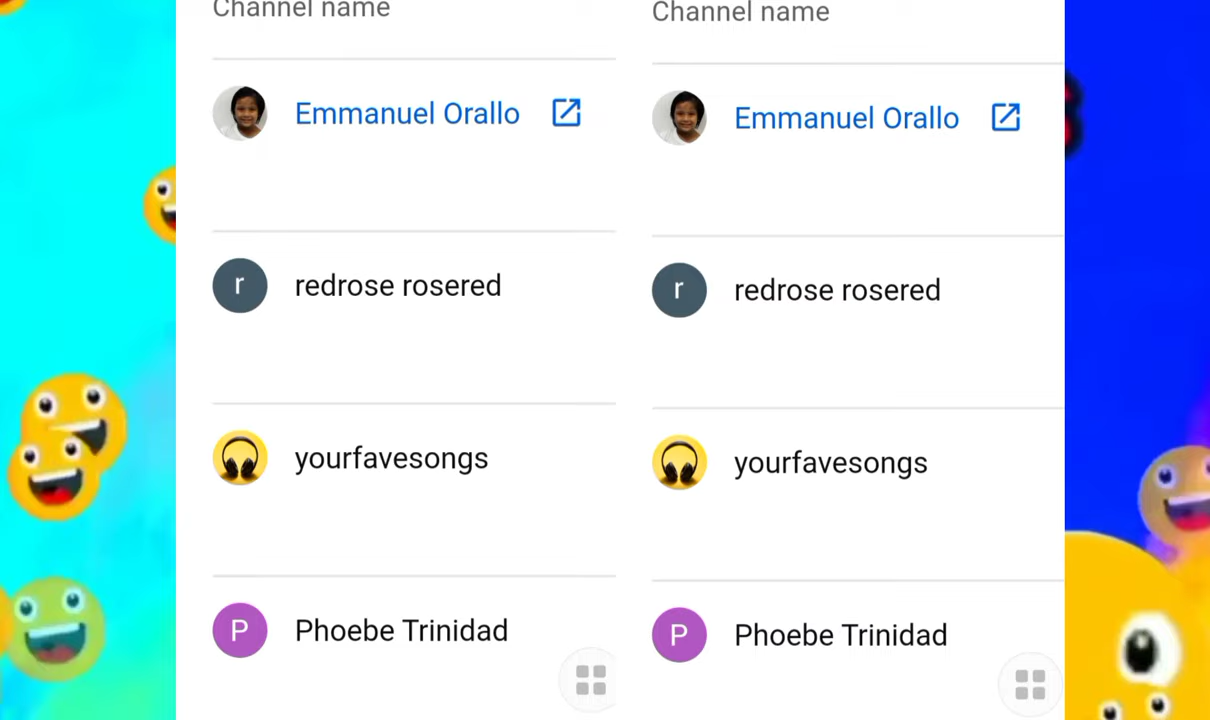 Channel name
Emmanuel Orallo
r redrose rosered
yourfavesongs
P Phoebe Trinidad
Channel name
Emmanuel Orallo
r redrose rosered
yourfavesongs
P Phoebe Trinidad